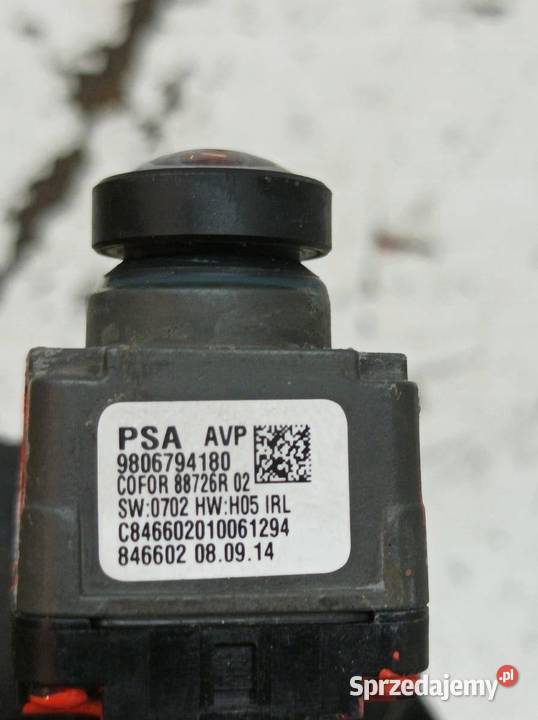 PSA AVP
9806794180
COFOR 88726R 02
SW:0702 HW:H05 IRL
C846602010061294
846602 08.09.14
Sprzedajemy.pl